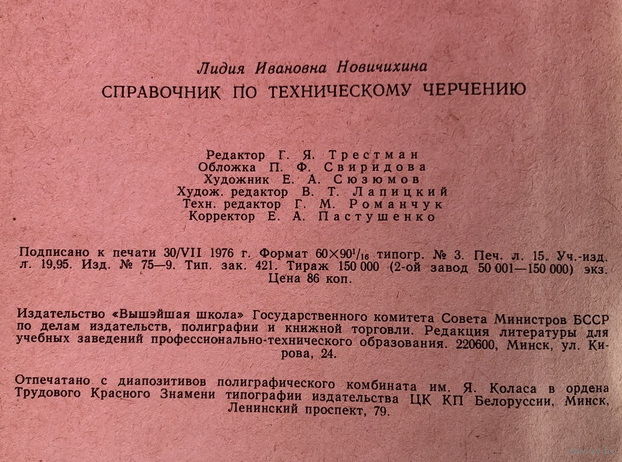 Лидия Ивановна Новичихина
СПРАВОЧНИК ПО ТЕХНИЧЕСКОМУ ЧЕРЧЕНИЮ
Редактор Г. Я. Трестман
Обложка П. Ф. Свиридова
Художник Е. А. Сюзюмов
Худож. редактор В. Т. Лапицкий
Техн. редактор Г. М. Романчук
Корректор Е. А. Пастушенко
Подписано к печати 30/VII 1976 г. Формат 60×90¹/₁₆ типогр. № 3. Печ. л. 15. Уч.-изд.
л. 19,95. Изд. № 75—9. Тип. зак. 421. Тираж 150 000 (2-ой завод 50 001—150 000) экз.
Цена 86 коп.
Издательство «Вышэйшая школа» Государственного комитета Совета Министров БССР
по делам издательств, полиграфии и книжной торговли. Редакция литературы для
учебных заведений профессионально-технического образования. 220600, Минск, ул. Ки-
рова, 24.
Отпечатано с диапозитивов полиграфического комбината им. Я. Коласа в ордена
Трудового Красного Знамени типографии издательства ЦК КП Белоруссии, Минск,
Ленинский проспект, 79.